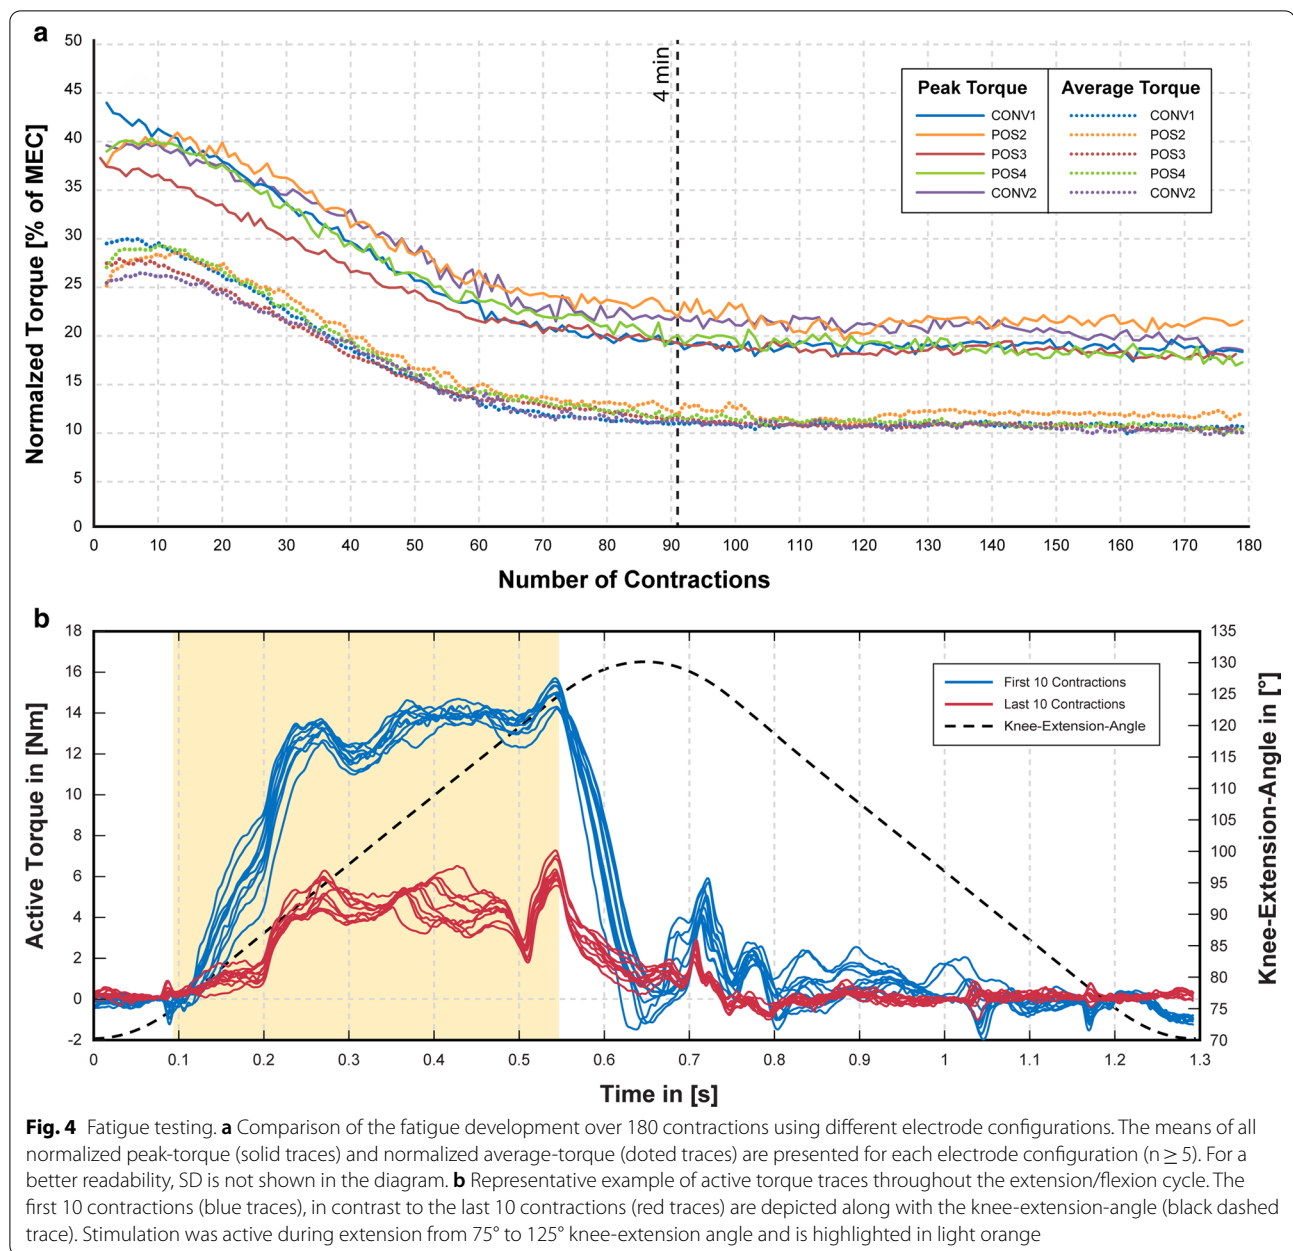 a
50
45
40
35
30
25
20
15
10
5
0
Normalzed Torque [% of MEC]
4 min
Peak Torque
Average Torque
CONV1
CONV1
POS2
POS2
POS3
POS3
POS4
POS4
CONV2
CONV2
0 10 20 30 40 50 60 70 80 90 100 110 120 130 140 150 160 170 180
Number of Contractions
b
18
16
14
12
10
8
6
4
2
0
-2
Active Torque in [Nm]
135
130
125
120
115
110
105
100
95
90
85
80
75
70
Knee-Extension-Angle in [°]
First 10 Contractions
Last 10 Contractions
Knee-Extension-Angle
0 0.1 0.2 0.3 0.4 0.5 0.6 0.7 0.8 0.9 1 1.1 1.2 1.3
Time in [s]
Fig. 4 Fatigue testing. a Comparison of the fatigue development over 180 contractions using different electrode configurations. The means of all
normalized peak-torque (solid traces) and normalized average-torque (doted traces) are presented for each electrode configuration (n ≥ 5). For a
better readability, SD is not shown in the diagram. b Representative example of active torque traces throughout the extension/flexion cycle. The
first 10 contractions (blue traces), in contrast to the last 10 contractions (red traces) are depicted along with the knee-extension-angle (black dashed
trace). Stimulation was active during extension from 75° to 125° knee-extension angle and is highlighted in light orange